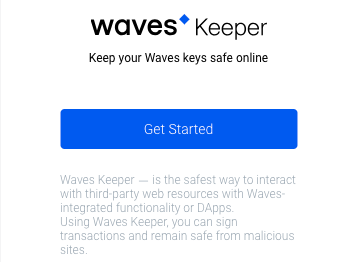 waves Keeper
Keep your Waves keys safe online
Get Started
Waves Keeper — is the safest way to interact
with third-party web resources with Waves-
integrated functionality or DApps.
Using Waves Keeper, you can sign
transactions and remain safe from malicious
sites.